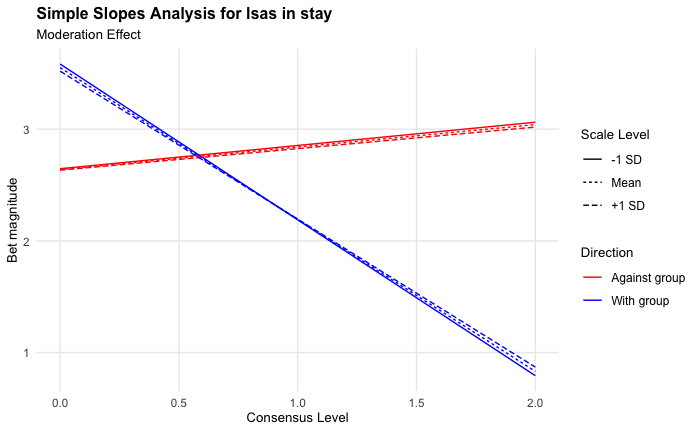 Simple Slopes Analysis for lsas in stay
Moderation Effect
Bet magnitude
3
2
1
0.0
0.5
1.0
1.5
2.0
Consensus Level
Scale Level
-1 SD
Mean
+1 SD
Direction
Against group
With group